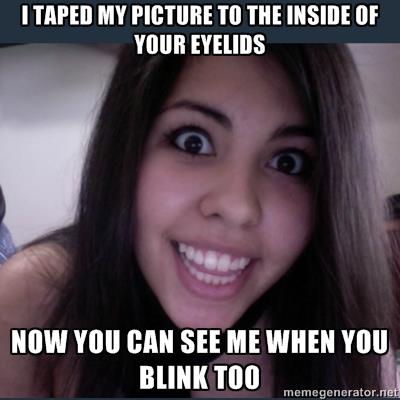 I TAPED MY PICTURE TO THE INSIDE OF
YOUR EYELIDS
NOW YOU CAN SEE ME WHEN YOU
BLINK TOO
memegenerator.net